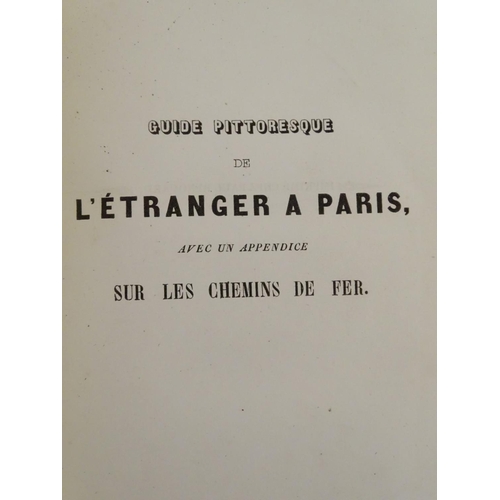 GUIDE PITTORESQUE
DE
L'ÉTRANGER A PARIS,
AVEC UN APPENDICE
SUR LES CHEMINS DE FER.